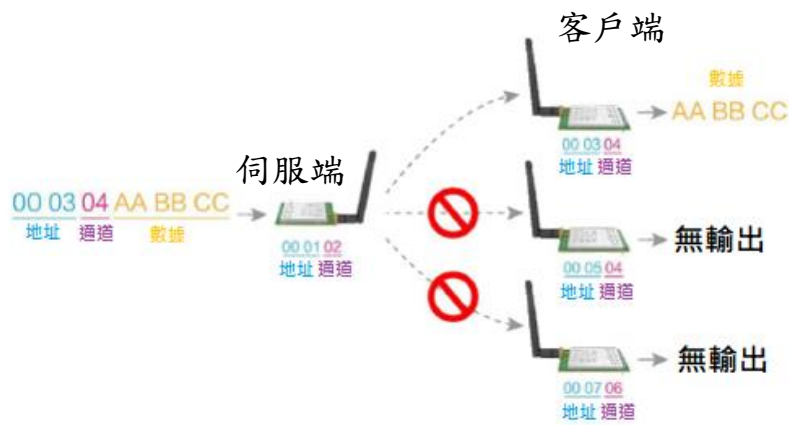 客戶端
數據
AA BB CC
00 03 04
地址 通道
伺服端
00 03 04 AA BB CC
地址 通道 數據
00 01 02
地址 通道
無輸出
00 05 04
地址 通道
無輸出
00 07 06
地址 通道